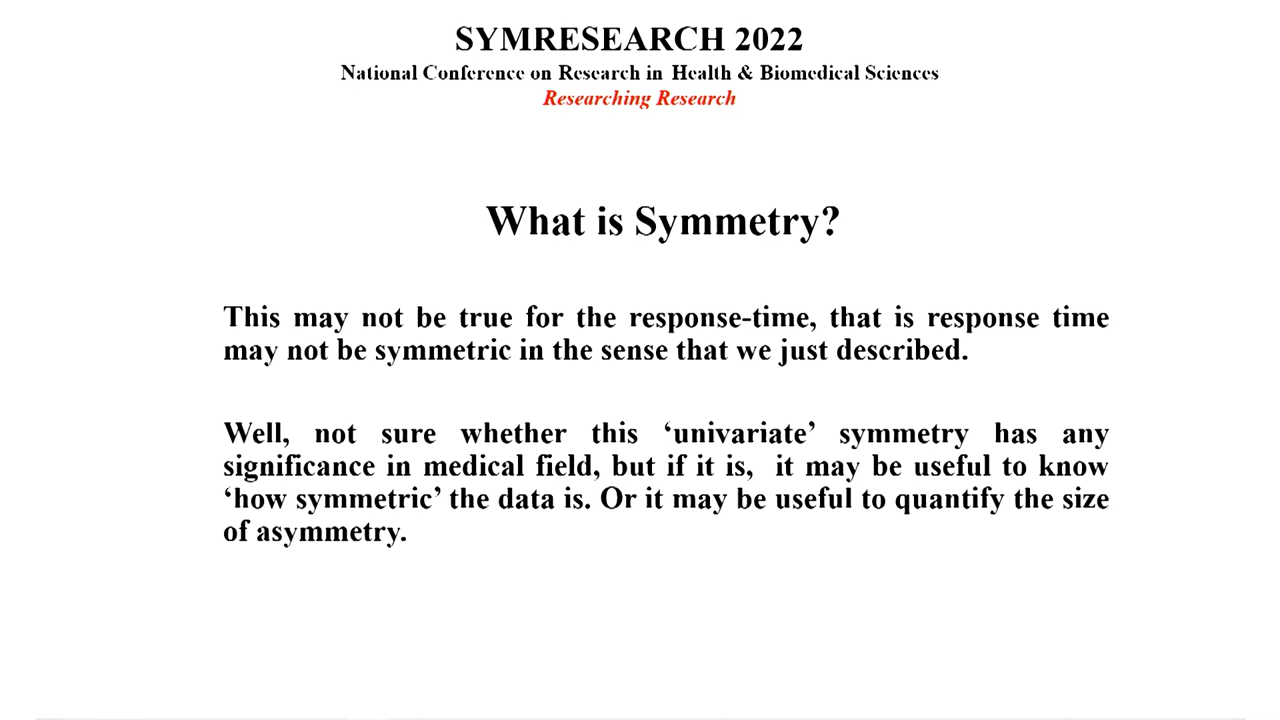 SYMRESEARCH 2022
National Conference on Research in Health & Biomedical Sciences
Researching Research
What is Symmetry?
This may not be true for the response-time, that is response time
may not be symmetric in the sense that we just described.
Well, not sure whether this ‘univariate’ symmetry has any
significance in medical field, but if it is, it may be useful to know
‘how symmetric’ the data is. Or it may be useful to quantify the size
of asymmetry.